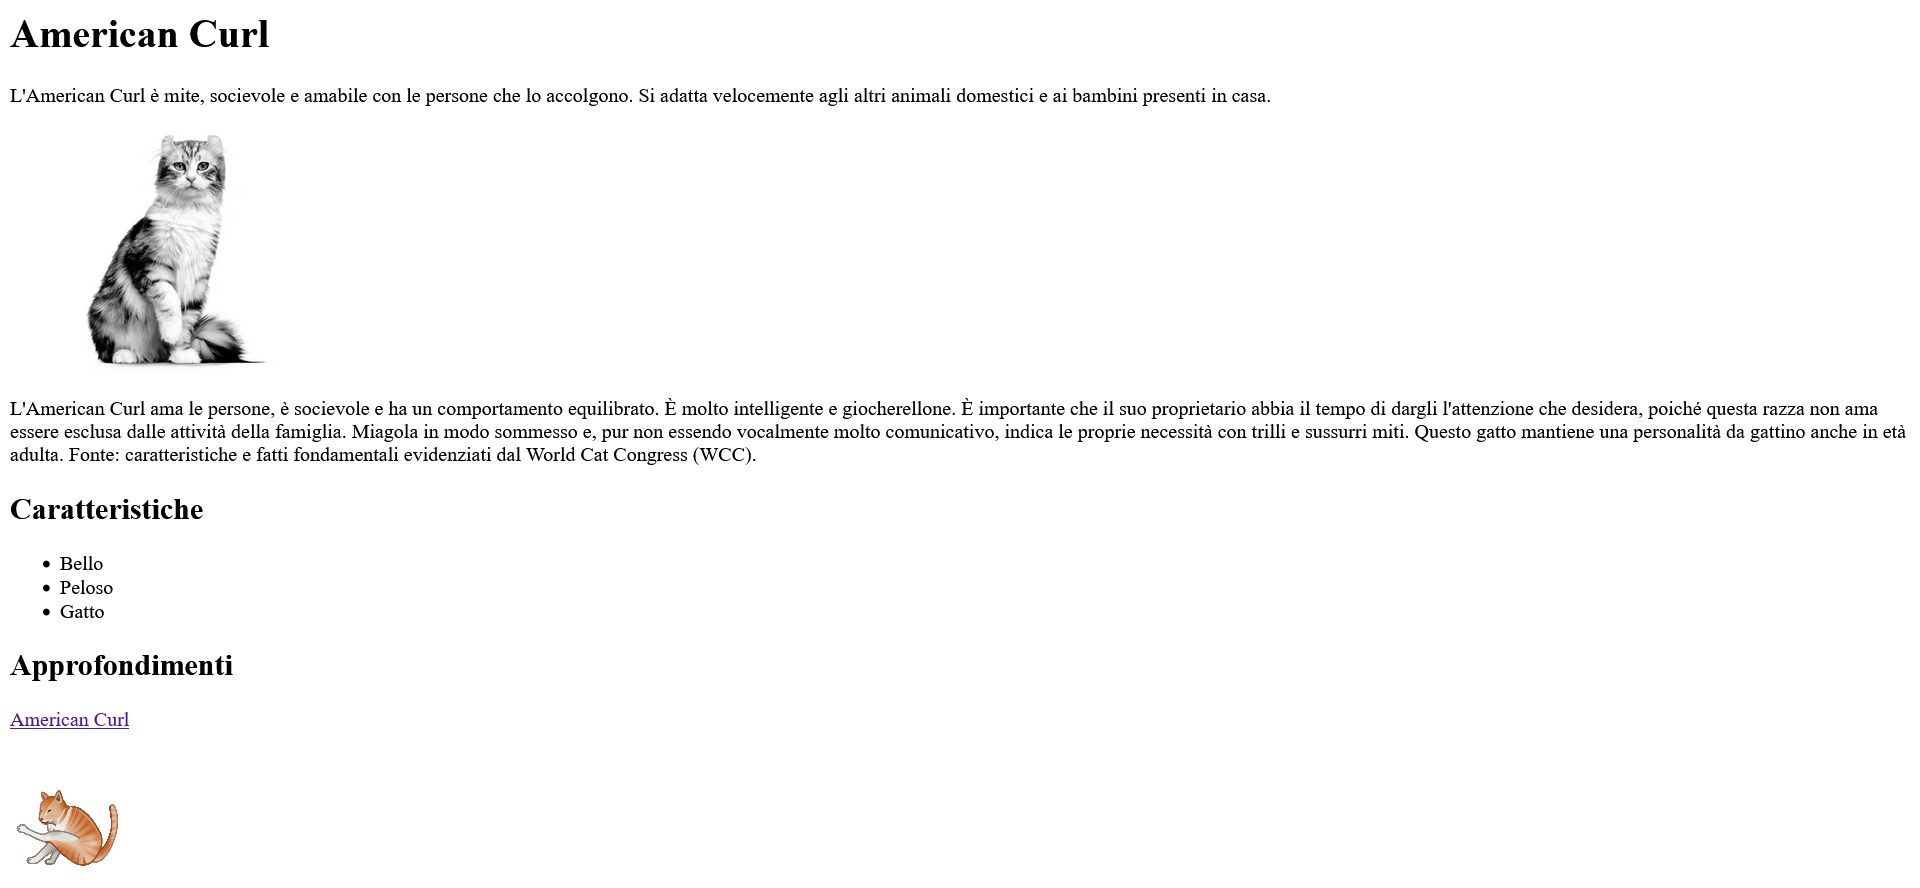 American Curl
L'American Curl è mite, socievole e amabile con le persone che lo accolgono. Si adatta velocemente agli altri animali domestici e ai bambini presenti in casa.
L'American Curl ama le persone, è socievole e ha un comportamento equilibrato. È molto intelligente e giocherellone. È importante che il suo proprietario abbia il tempo di dargli l'attenzione che desidera, poiché questa razza non ama
essere esclusa dalle attività della famiglia. Miagola in modo sommesso e, pur non essendo vocalmente molto comunicativo, indica le proprie necessità con trilli e sussurri miti. Questo gatto mantiene una personalità da gattino anche in età
adulta. Fonte: caratteristiche e fatti fondamentali evidenziati dal World Cat Congress (WCC).
Caratteristiche
• Bello
• Peloso
• Gatto
Approfondimenti
American Curl